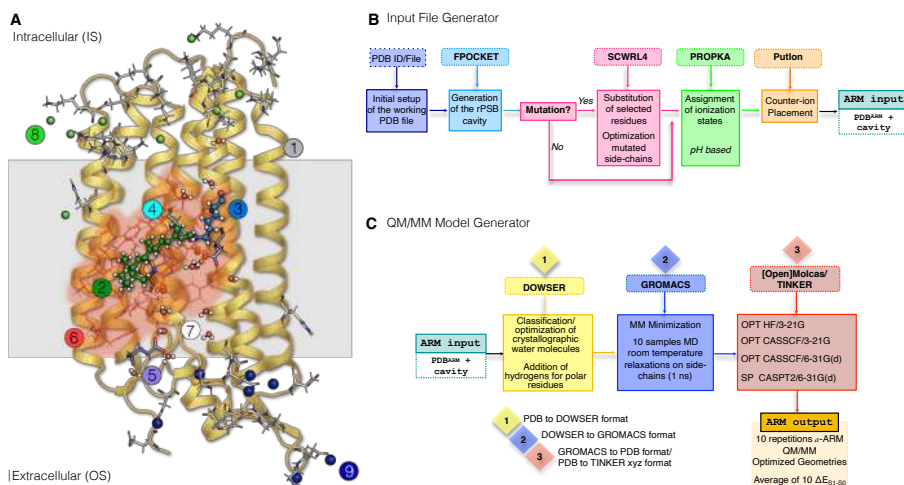 A
Intracellular (IS)
8
1
4
3
2
6
7
5
9
Extracellular (OS)
B Input File Generator
PDB ID/File
Initial setup
of the working
PDB file
FPOCKET
Generation
of the rPSB
cavity
Mutation?
Yes
No
SCWRL4
Substitution
of selected
residues
Optimization
mutated
side-chains
PROPKA
Assignment
of ionization
states
pH based
PutIon
Counter-ion
Placement
ARM input
PDBᴬᴿᴹ +
cavity
C QM/MM Model Generator
ARM input
PDBᴬᴿᴹ +
cavity
1
DOWSER
Classification/
optimization of
crystallographic
water molecules
Addition of
hydrogens for polar
residues
2
GROMACS
MM Minimization
10 samples MD
room temperature
relaxations on side-
chains (1 ns)
3
[Open]Molcas/
TINKER
OPT HF/3-21G
OPT CASSCF/3-21G
OPT CASSCF/6-31G(d)
SP CASPT2/6-31G(d)
ARM output
10 repetitions a-ARM
QM/MM
Optimized Geometries
Average of 10 ΔE S1-S0
1 PDB to DOWSER format
2 DOWSER to GROMACS format
3 GROMACS to PDB format/
PDB to TINKER xyz format